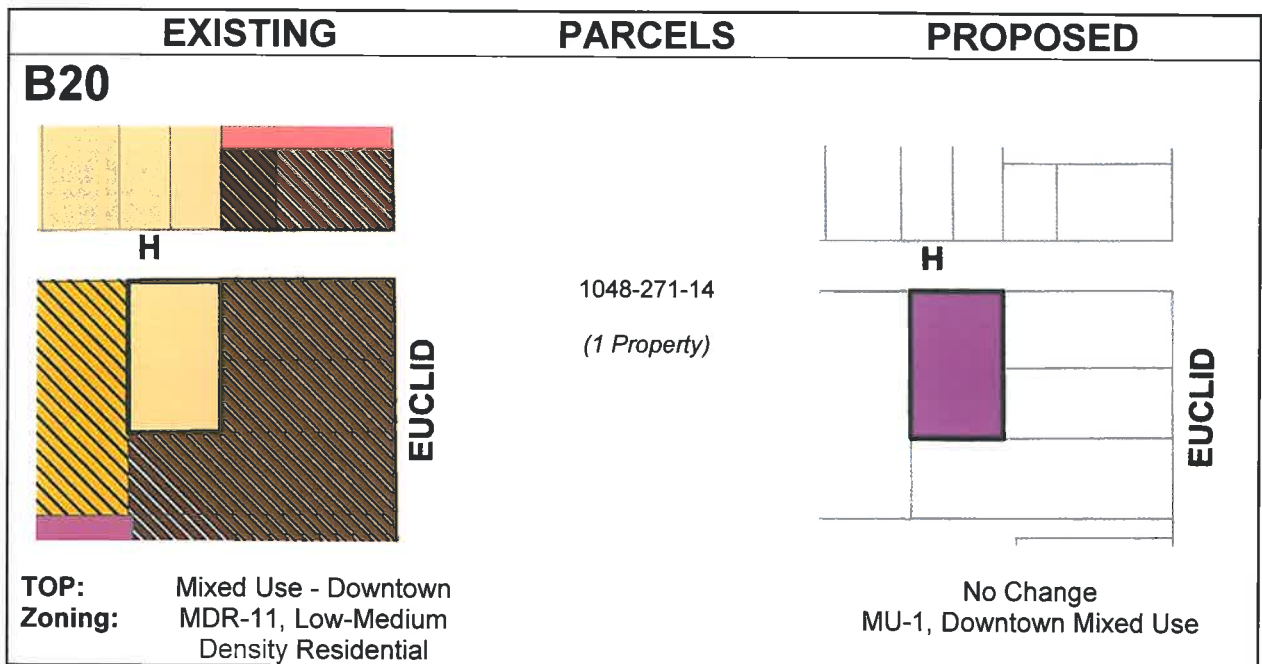 EXISTING PARCELS PROPOSED
B20
H
EUCLID
1048-271-14
(1 Property)
H
EUCLID
TOP: Mixed Use - Downtown
Zoning: MDR-11, Low-Medium
Density Residential
No Change
MU-1, Downtown Mixed Use